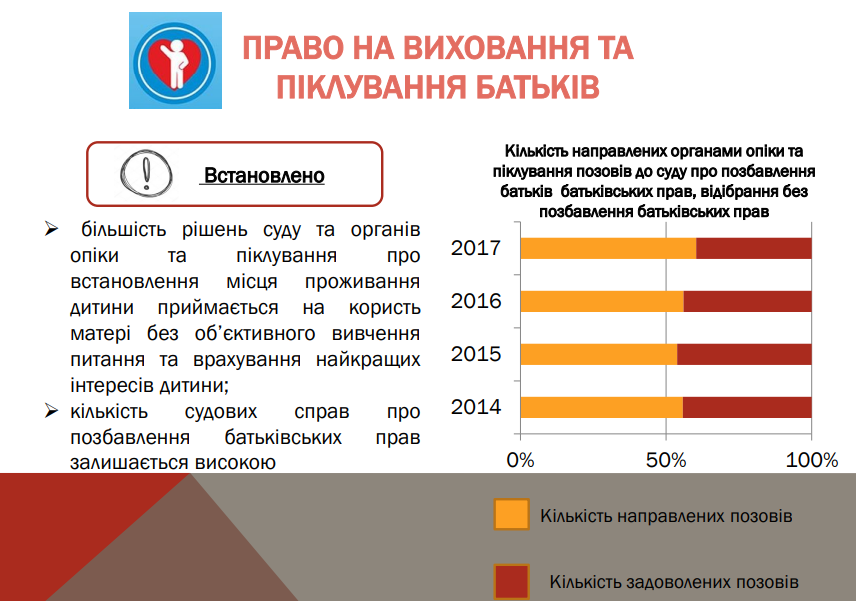 ПРАВО НА ВИХОВАННЯ ТА
ПІКЛУВАННЯ БАТЬКІВ
Встановлено
більшість рішень суду та органів
опіки та піклування про
встановлення місця проживання
дитини приймається на користь
матері без об’єктивного вивчення
питання та врахування найкращих
інтересів дитини;
кількість судових справ про
позбавлення батьківських прав
залишається високою
Кількість направлених органами опіки та
піклування позовів до суду про позбавлення
батьків батьківських прав, відібрання без
позбавлення батьківських прав
2017
2016
2015
2014
0% 50% 100%
Кількість направлених позовів
Кількість задоволених позовів